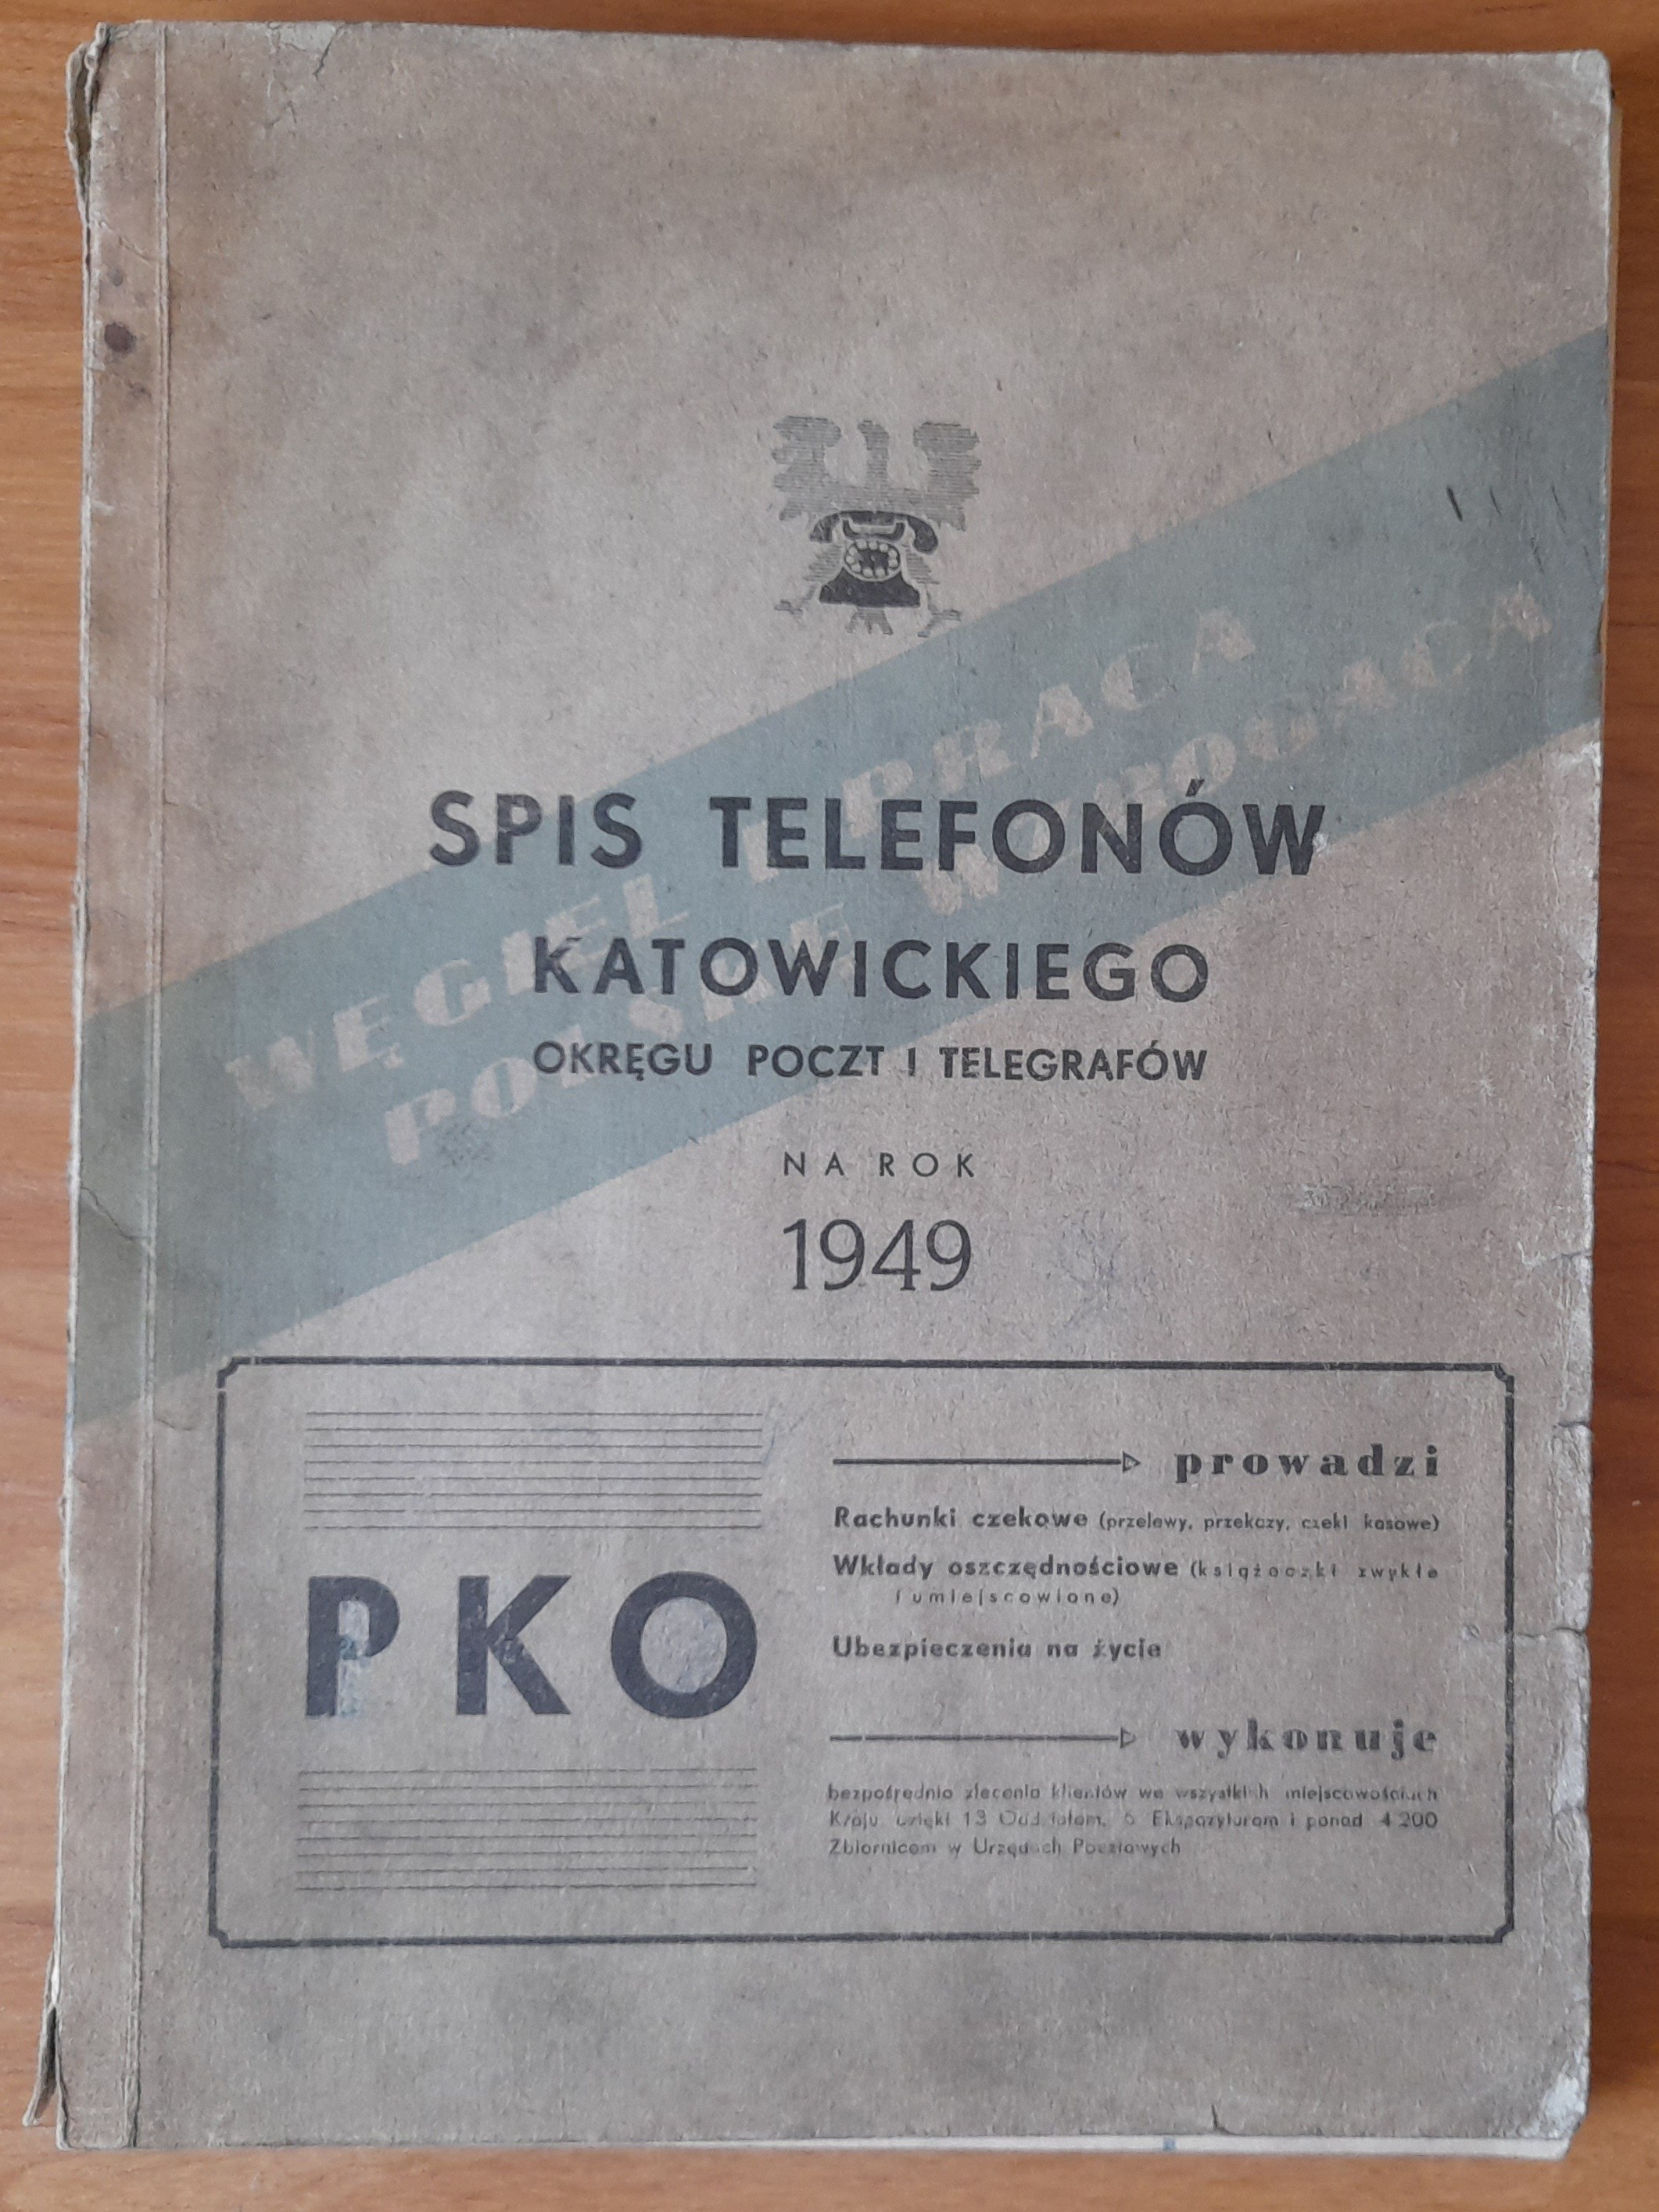 WĘGIEL I PRACA
POLSKĘ WZBOGACA
SPIS TELEFONÓW
KATOWICKIEGO
OKRĘGU POCZT I TELEGRAFÓW
NA ROK
1949
PKO
prowadzi
Rachunki czekowe (przelewy, przekazy, czeki kasowe)
Wkłady oszczędnościowe (książeczki zwykłe
i umiejscowione)
Ubezpieczenia na życie
wykonuje
bezpośrednio zlecenia klientów we wszystkich miejscowościach
Kraju dzięki 13 Oddziałom, 6 Ekspozyturom i ponad 4 200
Zbiornicom w Urzędach Pocztowych